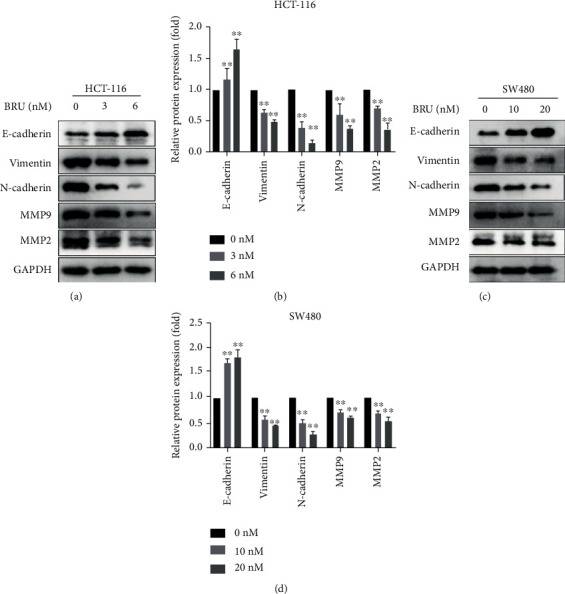 HCT-116
BRU (nM) 0 3 6
E-cadherin
Vimentin
N-cadherin
MMP9
MMP2
GAPDH
(a)
HCT-116
Relative protein expression (fold)
2.0
1.5
1.0
0.5
0.0
** ** ** ** ** ** ** ** ** **
E-cadherin
Vimentin
N-cadherin
MMP9
MMP2
0 nM
3 nM
6 nM
(b)
SW480
BRU (nM) 0 10 20
E-cadherin
Vimentin
N-cadherin
MMP9
MMP2
GAPDH
(c)
SW480
Relative protein expression (fold)
2.5
2.0
1.5
1.0
0.5
0.0
** ** ** ** ** ** ** ** ** **
E-cadherin
Vimentin
N-cadherin
MMP9
MMP2
0 nM
10 nM
20 nM
(d)